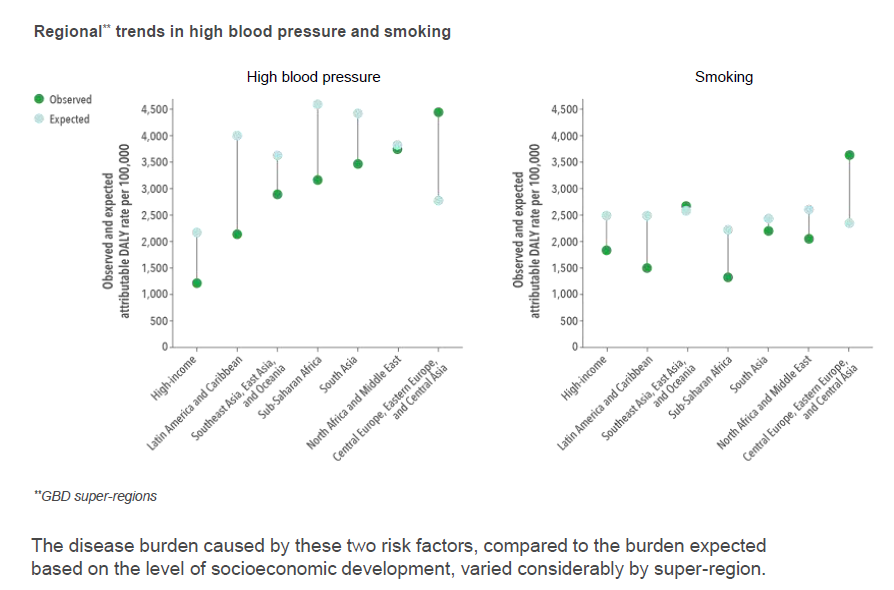 Regional** trends in high blood pressure and smoking
High blood pressure
Smoking
Observed
Expected
Observed and expected
attributable DALY rate per 100,000
4,500
4,000
3,500
3,000
2,500
2,000
1,500
1,000
500
0
High-income
Latin America and Caribbean
Southeast Asia, East Asia,
and Oceania
Sub-Saharan Africa
South Asia
North Africa and Middle East
Central Europe, Eastern Europe,
and Central Asia
Observed and expected
attributable DALY rate per 100,000
4,500
4,000
3,500
3,000
2,500
2,000
1,500
1,000
500
0
High-income
Latin America and Caribbean
Southeast Asia, East Asia,
and Oceania
Sub-Saharan Africa
South Asia
North Africa and Middle East
Central Europe, Eastern Europe,
and Central Asia
**GBD super-regions
The disease burden caused by these two risk factors, compared to the burden expected
based on the level of socioeconomic development, varied considerably by super-region.